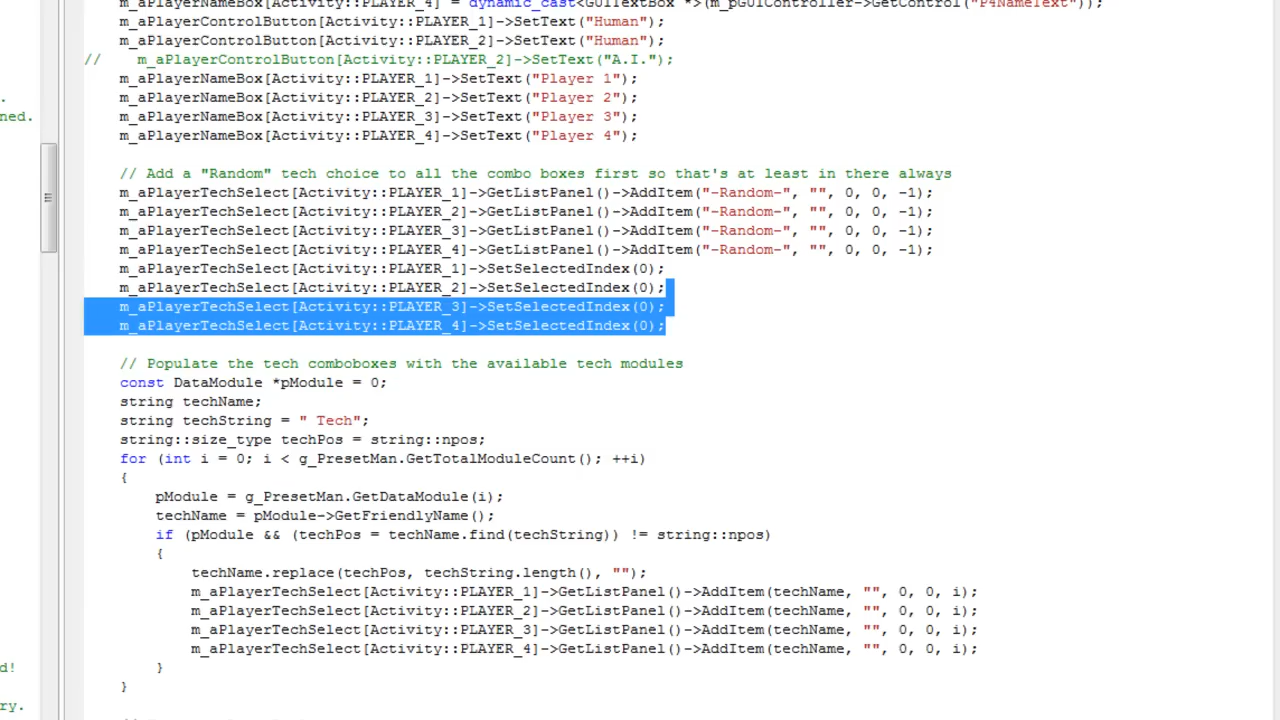 m_aPlayerNameBox[Activity::PLAYER_4] = dynamic_cast<GUITextBox *>(m_pGUIController->GetControl("P4NameText"));
m_aPlayerControlButton[Activity::PLAYER_1]->SetText("Human");
m_aPlayerControlButton[Activity::PLAYER_2]->SetText("Human");
// m_aPlayerControlButton[Activity::PLAYER_2]->SetText("A.I.");
m_aPlayerNameBox[Activity::PLAYER_1]->SetText("Player 1");
.
m_aPlayerNameBox[Activity::PLAYER_2]->SetText("Player 2");
ned.
m_aPlayerNameBox[Activity::PLAYER_3]->SetText("Player 3");
m_aPlayerNameBox[Activity::PLAYER_4]->SetText("Player 4");
// Add a "Random" tech choice to all the combo boxes first so that's at least in there always
m_aPlayerTechSelect[Activity::PLAYER_1]->GetListPanel()->AddItem("-Random-", "", 0, 0, -1);
m_aPlayerTechSelect[Activity::PLAYER_2]->GetListPanel()->AddItem("-Random-", "", 0, 0, -1);
m_aPlayerTechSelect[Activity::PLAYER_3]->GetListPanel()->AddItem("-Random-", "", 0, 0, -1);
m_aPlayerTechSelect[Activity::PLAYER_4]->GetListPanel()->AddItem("-Random-", "", 0, 0, -1);
m_aPlayerTechSelect[Activity::PLAYER_1]->SetSelectedIndex(0);
m_aPlayerTechSelect[Activity::PLAYER_2]->SetSelectedIndex(0);
m_aPlayerTechSelect[Activity::PLAYER_3]->SetSelectedIndex(0);
m_aPlayerTechSelect[Activity::PLAYER_4]->SetSelectedIndex(0);
// Populate the tech comboboxes with the available tech modules
const DataModule *pModule = 0;
string techName;
string techString = " Tech";
string::size_type techPos = string::npos;
for (int i = 0; i < g_PresetMan.GetTotalModuleCount(); ++i)
{
pModule = g_PresetMan.GetDataModule(i);
techName = pModule->GetFriendlyName();
if (pModule && (techPos = techName.find(techString)) != string::npos)
{
techName.replace(techPos, techString.length(), "");
m_aPlayerTechSelect[Activity::PLAYER_1]->GetListPanel()->AddItem(techName, "", 0, 0, i);
m_aPlayerTechSelect[Activity::PLAYER_2]->GetListPanel()->AddItem(techName, "", 0, 0, i);
m_aPlayerTechSelect[Activity::PLAYER_3]->GetListPanel()->AddItem(techName, "", 0, 0, i);
m_aPlayerTechSelect[Activity::PLAYER_4]->GetListPanel()->AddItem(techName, "", 0, 0, i);
d!
}
}
ry.